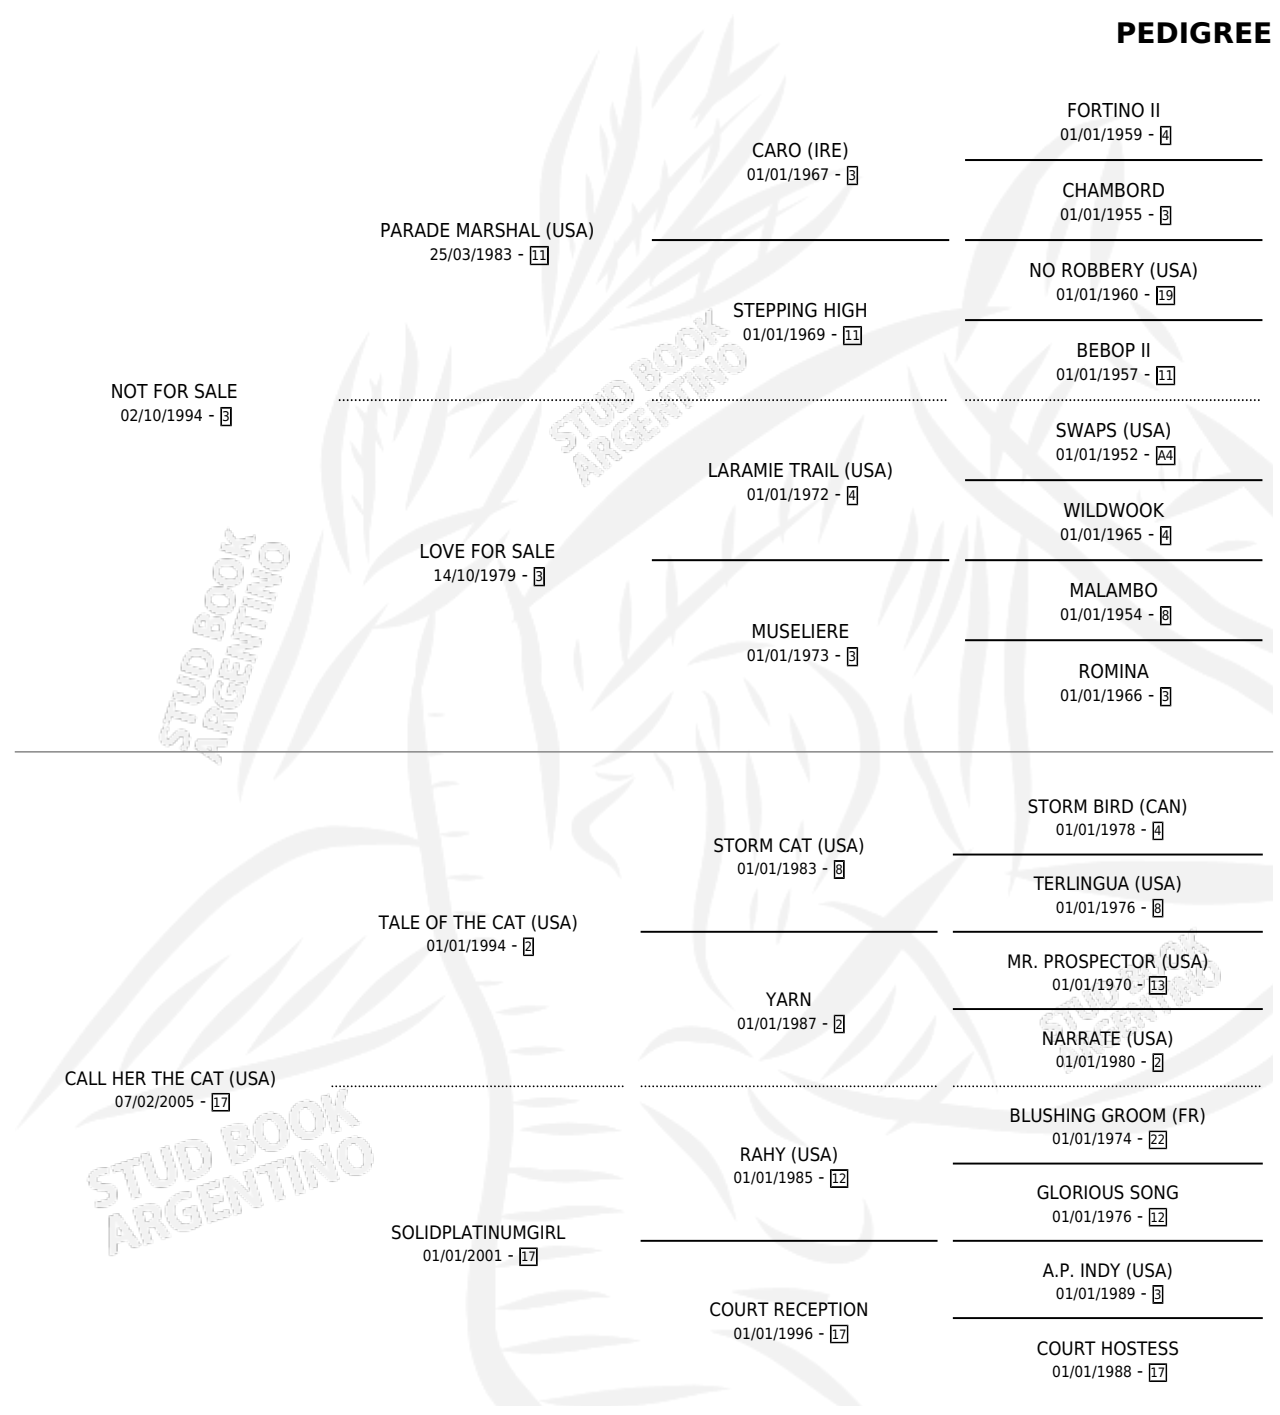 PEDIGREE
FORTINO II
01/01/1959 - 4
CARO (IRE)
01/01/1967 - 3
CHAMBORD
01/01/1955 - 3
PARADE MARSHAL (USA)
25/03/1983 - 11
NO ROBBERY (USA)
01/01/1960 - 19
STEPPING HIGH
01/01/1969 - 11
BEBOP II
01/01/1957 - 11
NOT FOR SALE
02/10/1994 - 3
SWAPS (USA)
01/01/1952 - A4
LARAMIE TRAIL (USA)
01/01/1972 - 4
WILDWOOK
01/01/1965 - 4
LOVE FOR SALE
14/10/1979 - 3
MALAMBO
01/01/1954 - 8
MUSELIERE
01/01/1973 - 3
ROMINA
01/01/1966 - 3
STORM BIRD (CAN)
01/01/1978 - 4
STORM CAT (USA)
01/01/1983 - 8
TERLINGUA (USA)
01/01/1976 - 8
TALE OF THE CAT (USA)
01/01/1994 - 2
MR. PROSPECTOR (USA)
01/01/1970 - 13
YARN
01/01/1987 - 2
NARRATE (USA)
01/01/1980 - 2
CALL HER THE CAT (USA)
07/02/2005 - 17
BLUSHING GROOM (FR)
01/01/1974 - 22
RAHY (USA)
01/01/1985 - 12
GLORIOUS SONG
01/01/1976 - 12
SOLIDPLATINUMGIRL
01/01/2001 - 17
A.P. INDY (USA)
01/01/1989 - 3
COURT RECEPTION
01/01/1996 - 17
COURT HOSTESS
01/01/1988 - 17
STUD BOOK
ARGENTINO
STUD BOOK
ARGENTINO
STUD BOOK
ARGENTINO
STUD BOOK
ARGENTINO